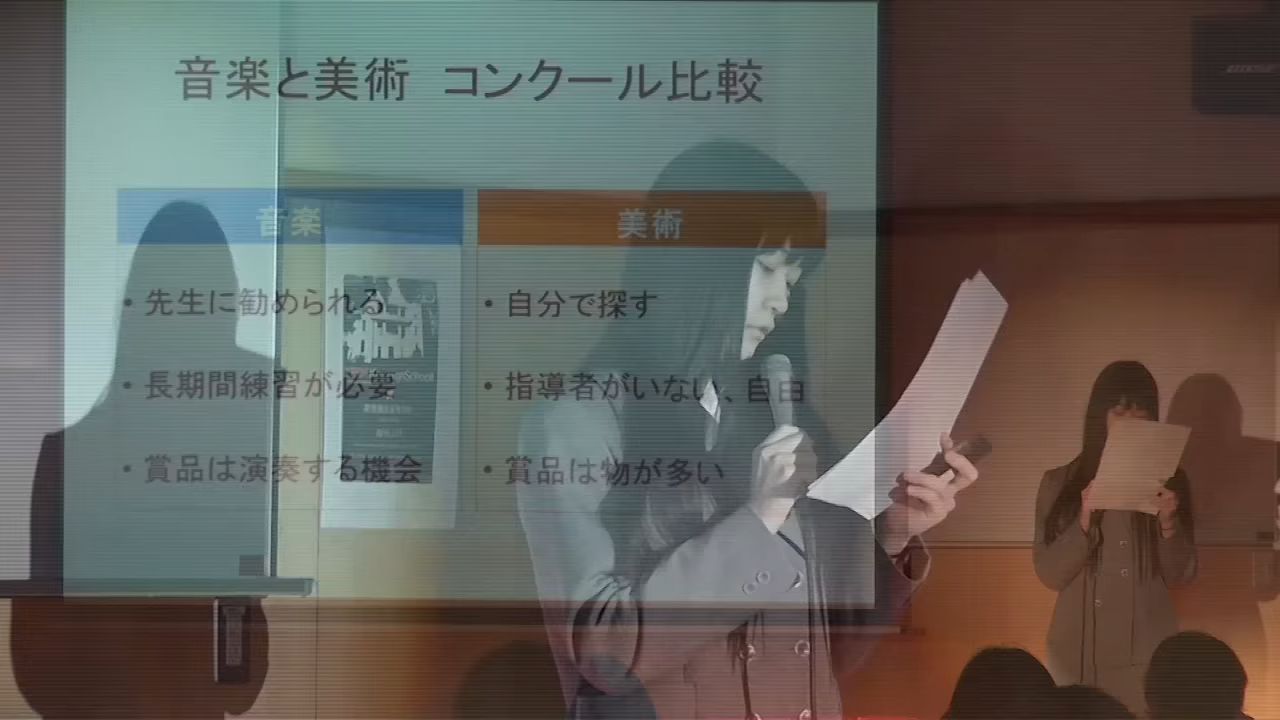 音楽と美術 コンクール比較
音楽
・先生に勧められる
・長期間練習が必要
・賞品は演奏する機会
美術
・自分で探す
・指導者がいない、自由
・賞品は物が多い